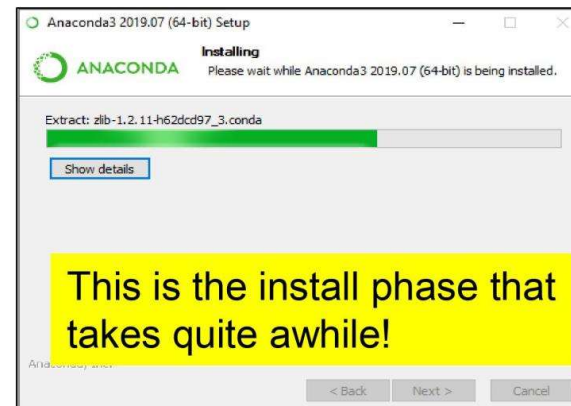 Anaconda3 2019.07 (64-bit) Setup
Installing
ANACONDA
Please wait while Anaconda3 2019.07 (64-bit) is being installed.
Extract: zlib-1.2.11-h62dcd97_3.conda
Show details
This is the install phase that
takes quite awhile!
< Back Next > Cancel